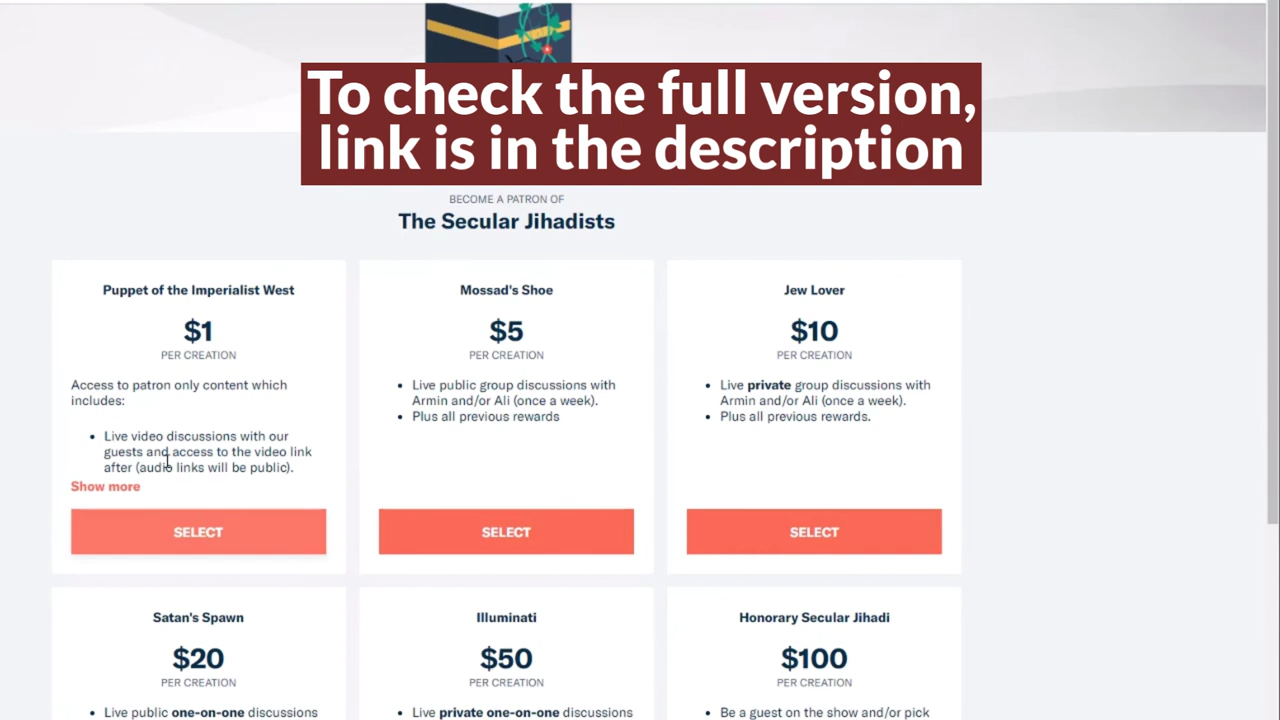 To check the full version,
link is in the description
BECOME A PATRON OF
The Secular Jihadists
Puppet of the Imperialist West
$1
PER CREATION
Access to patron only content which
includes:
• Live video discussions with our
guests and access to the video link
after (audio links will be public).
Show more
SELECT
Mossad's Shoe
$5
PER CREATION
• Live public group discussions with
Armin and/or Ali (once a week).
• Plus all previous rewards
SELECT
Jew Lover
$10
PER CREATION
• Live private group discussions with
Armin and/or Ali (once a week).
• Plus all previous rewards.
SELECT
Satan's Spawn
$20
PER CREATION
• Live public one-on-one discussions
Illuminati
$50
PER CREATION
• Live private one-on-one discussions
Honorary Secular Jihadi
$100
PER CREATION
• Be a guest on the show and/or pick